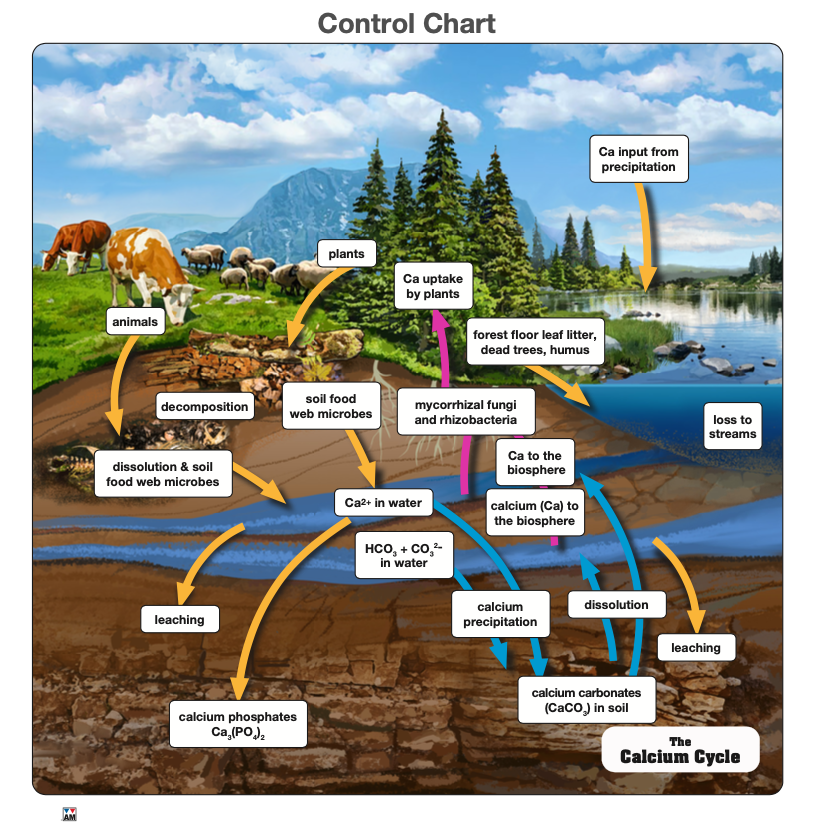 Control Chart
Ca input from
precipitation
plants
Ca uptake
by plants
animals
forest floor leaf litter,
dead trees, humus
decomposition
soil food
web microbes
mycorrhizal fungi
and rhizobacteria
loss to
streams
dissolution & soil
food web microbes
Ca to the
biosphere
Ca²⁺ in water
calcium (Ca) to
the biosphere
HCO₃ + CO₃²⁻
in water
leaching
calcium
precipitation
dissolution
leaching
calcium phosphates
Ca₃(PO₄)₂
calcium carbonates
(CaCO₃) in soil
The
Calcium Cycle
AM